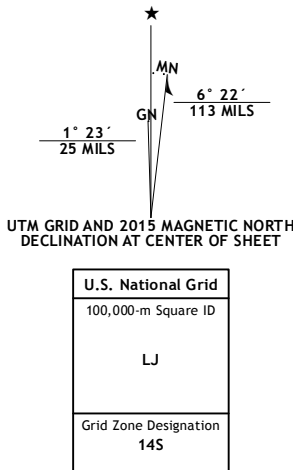 ★
MN
6° 22´
113 MILS
GN
1° 23´
25 MILS
UTM GRID AND 2015 MAGNETIC NORTH
DECLINATION AT CENTER OF SHEET
U.S. National Grid
100,000-m Square ID
LJ
Grid Zone Designation
14S